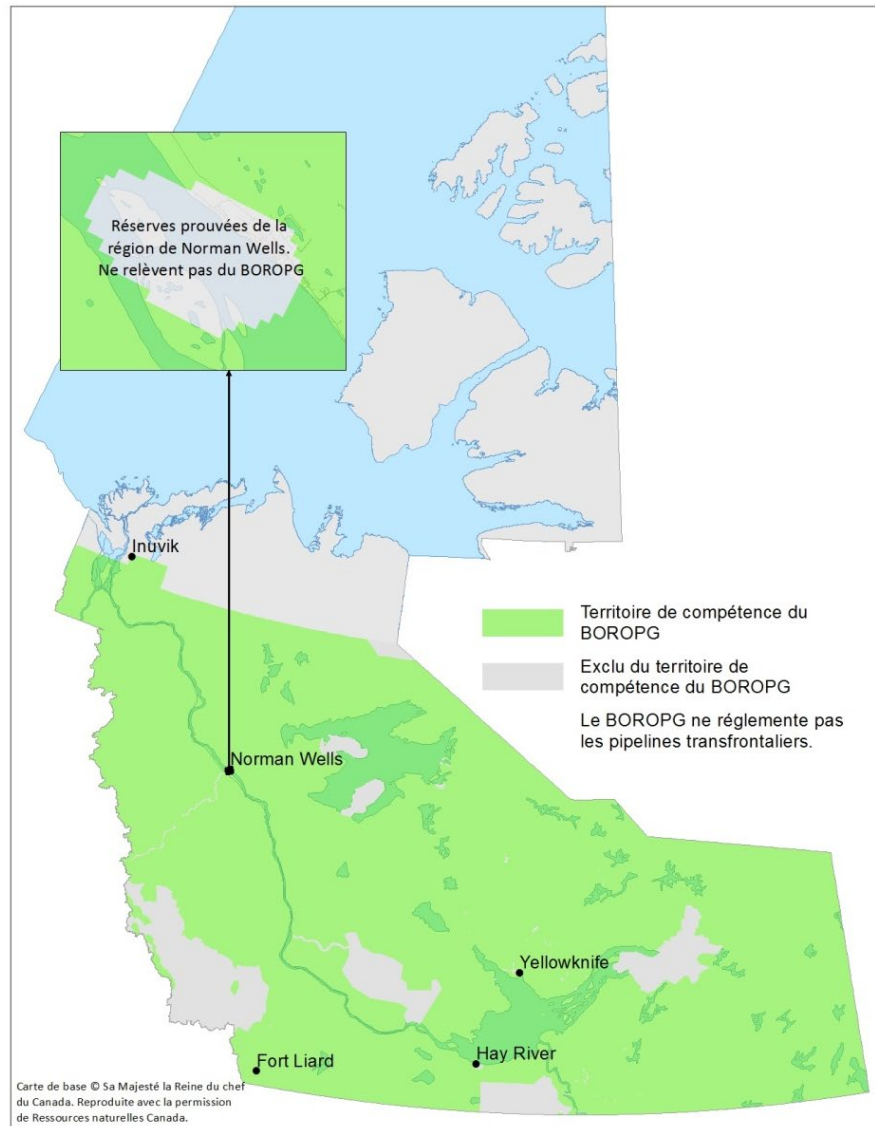 Réserves prouvées de la
région de Norman Wells.
Ne relèvent pas du BOROPG
Inuvik
Territoire de compétence du
BOROPG
Exclu du territoire de
compétence du BOROPG
Le BOROPG ne réglemente pas
les pipelines transfrontaliers.
Norman Wells
Yellowknife
Hay River
Fort Liard
Carte de base © Sa Majesté la Reine du chef
du Canada. Reproduite avec la permission
de Ressources naturelles Canada.